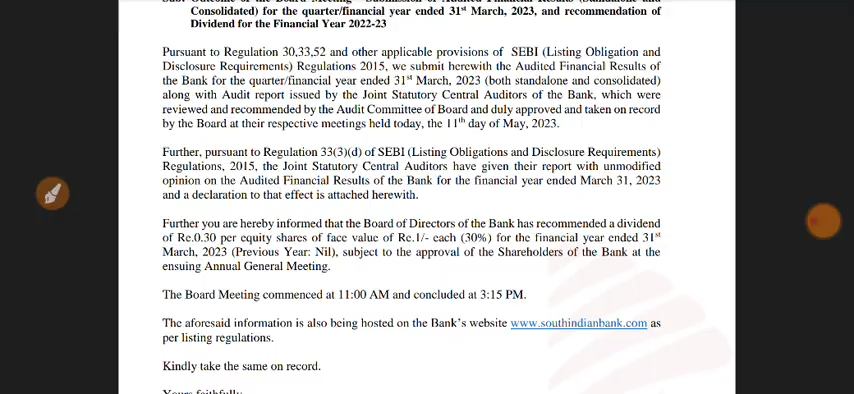 Consolidated) for the quarter/financial year ended 31st March, 2023, and recommendation of
Dividend for the Financial Year 2022-23
Pursuant to Regulation 30,33,52 and other applicable provisions of SEBI (Listing Obligation and
Disclosure Requirements) Regulations 2015, we submit herewith the Audited Financial Results of
the Bank for the quarter/financial year ended 31st March, 2023 (both standalone and consolidated)
along with Audit report issued by the Joint Statutory Central Auditors of the Bank, which were
reviewed and recommended by the Audit Committee of Board and duly approved and taken on record
by the Board at their respective meetings held today, the 11th day of May, 2023.
Further, pursuant to Regulation 33(3)(d) of SEBI (Listing Obligations and Disclosure Requirements)
Regulations, 2015, the Joint Statutory Central Auditors have given their report with unmodified
opinion on the Audited Financial Results of the Bank for the financial year ended March 31, 2023
and a declaration to that effect is attached herewith.
Further you are hereby informed that the Board of Directors of the Bank has recommended a dividend
of Re.0.30 per equity shares of face value of Re.1/- each (30%) for the financial year ended 31st
March, 2023 (Previous Year: Nil), subject to the approval of the Shareholders of the Bank at the
ensuing Annual General Meeting.
The Board Meeting commenced at 11:00 AM and concluded at 3:15 PM.
The aforesaid information is also being hosted on the Bank's website www.southindianbank.com as
per listing regulations.
Kindly take the same on record.
Yours faithfully